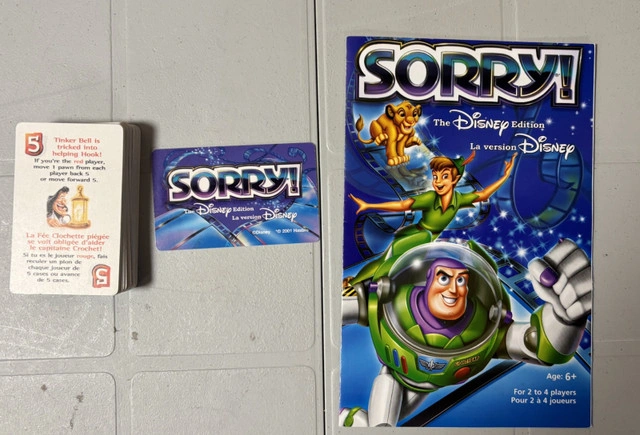 5
Tinker Bell is
tricked into
helping Hook!
If you're the red player,
move 1 pawn from each
player back 5
or move forward 5.
La Fée Clochette piégée
se voit obligée d'aider
le capitaine Crochet!
Si tu es le joueur rouge, fais
reculer un pion de
chaque joueur de
5 cases ou avance
de 5 cases.
5
SORRY!
The Disney Edition
La version Disney
©Disney ©2001 Hasbro
SORRY!
The Disney Edition
La version Disney
Age: 6+
For 2 to 4 players
Pour 2 à 4 joueurs